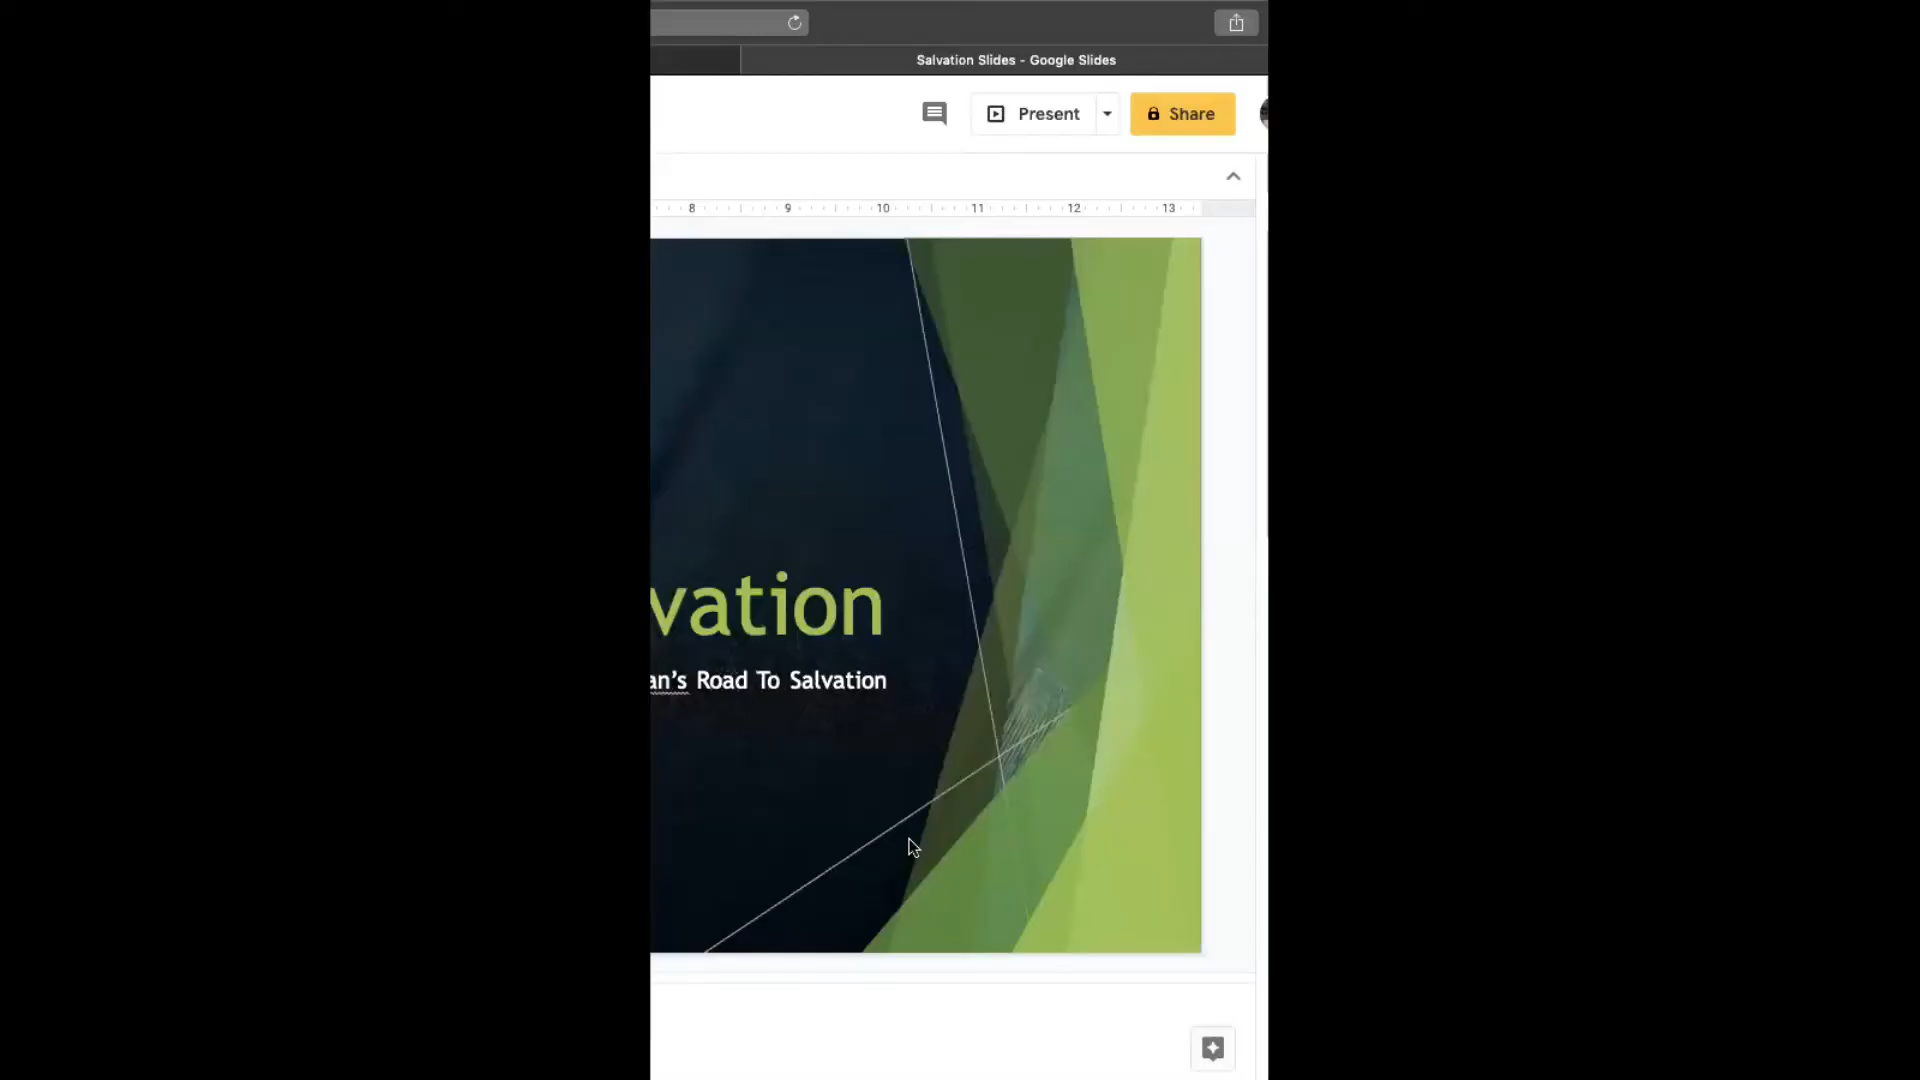 Salvation Slides - Google Slides
Present
Share
8 9 10 11 12 13
vation
an's Road To Salvation